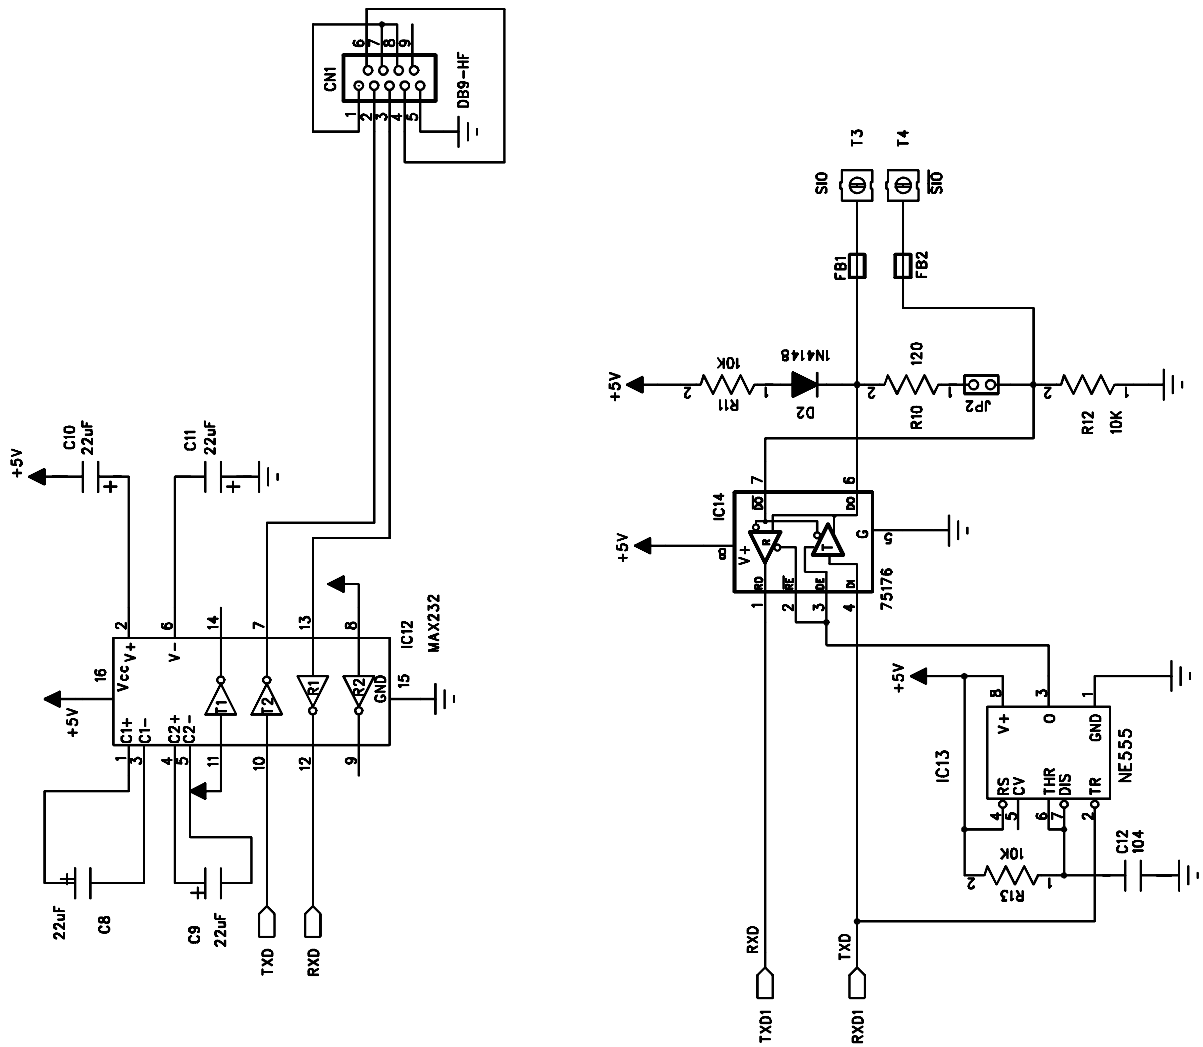 CN1
6
7
8
9
1
2
3
4
5
DB9-HF
+5V
C10
22uF
C11
22uF
2
6
14
7
13
8
IC12
MAX232
16
Vcc
V+
V-
+5V
C1+
C1-
C2+
C2-
T1
T2
R1
R2
GND
15
1
3
4
5
11
10
12
9
22uF
C8
C9
22uF
TXD
RXD
T3
T4
SIO
SIO
FB1
FB2
+5V
2
10K
R11
1
1N4148
D2
120
2
R10
1
JP2
2
1
R12
10K
7
6
IC14
DO
DO
+5V
8
V+
R
T
G
5
RD
RE
DE
DI
75176
1
2
3
4
+5V
8
3
1
V+
O
GND
IC13
NE555
RS
CV
THR
DIS
TR
4
5
6
7
2
10K
2
R13
1
C12
104
RXD
TXD
TXD1
RXD1